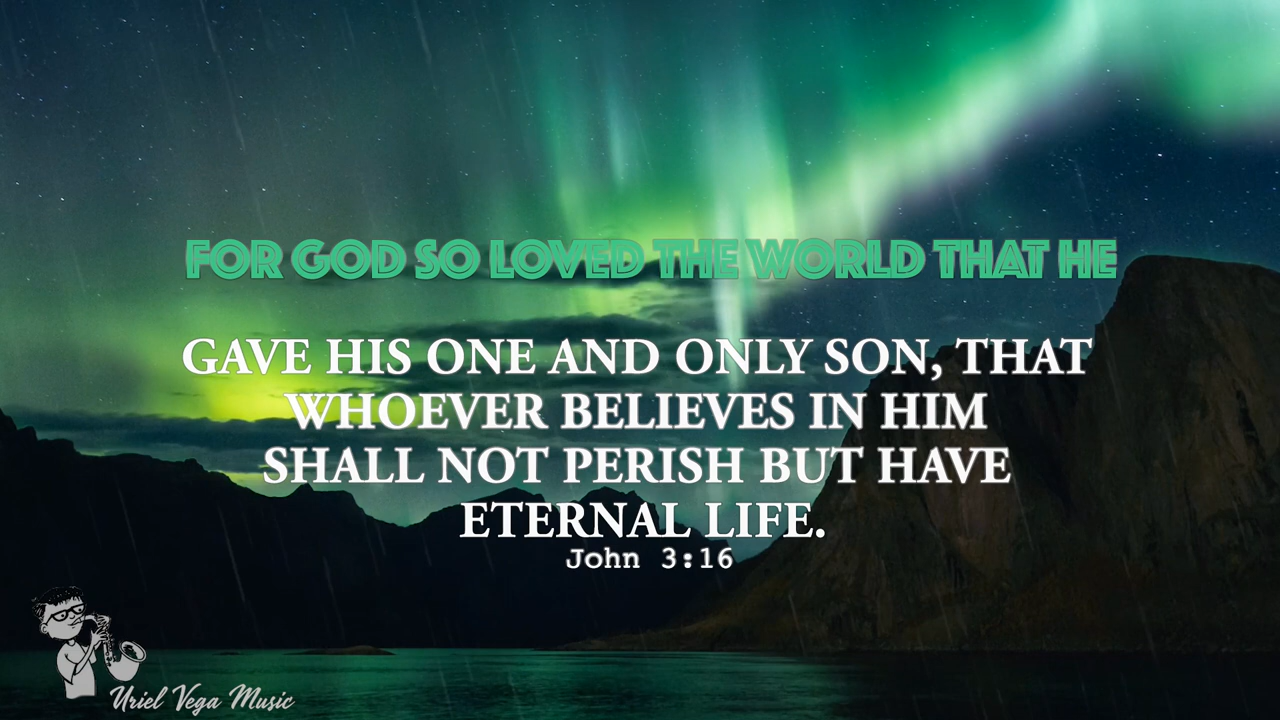 FOR GOD SO LOVED THE WORLD THAT HE
GAVE HIS ONE AND ONLY SON, THAT
WHOEVER BELIEVES IN HIM
SHALL NOT PERISH BUT HAVE
ETERNAL LIFE.
John 3:16
Uriel Vega Music